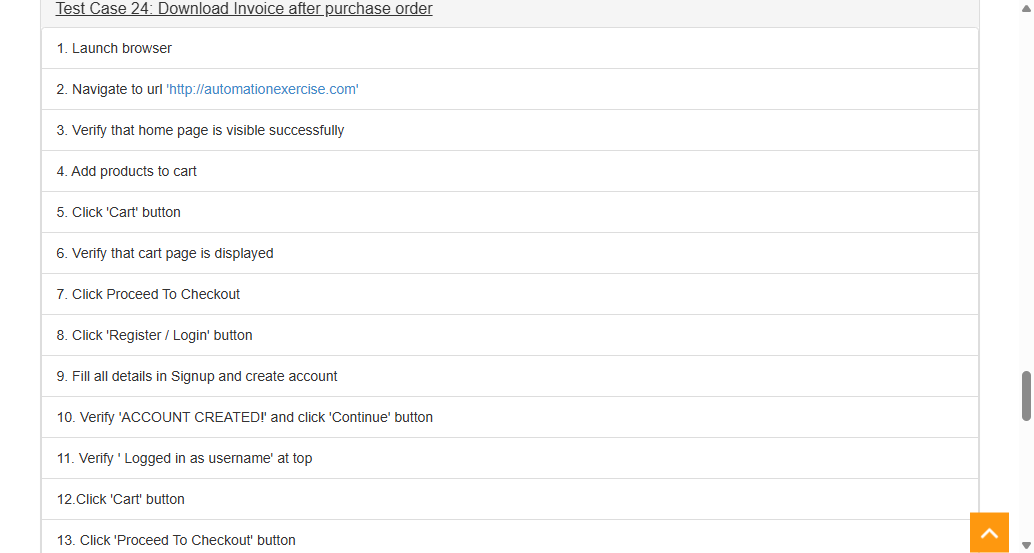 Test Case 24: Download Invoice after purchase order
1. Launch browser
2. Navigate to url 'http://automationexercise.com'
3. Verify that home page is visible successfully
4. Add products to cart
5. Click 'Cart' button
6. Verify that cart page is displayed
7. Click Proceed To Checkout
8. Click 'Register / Login' button
9. Fill all details in Signup and create account
10. Verify 'ACCOUNT CREATED!' and click 'Continue' button
11. Verify ' Logged in as username' at top
12.Click 'Cart' button
13. Click 'Proceed To Checkout' button